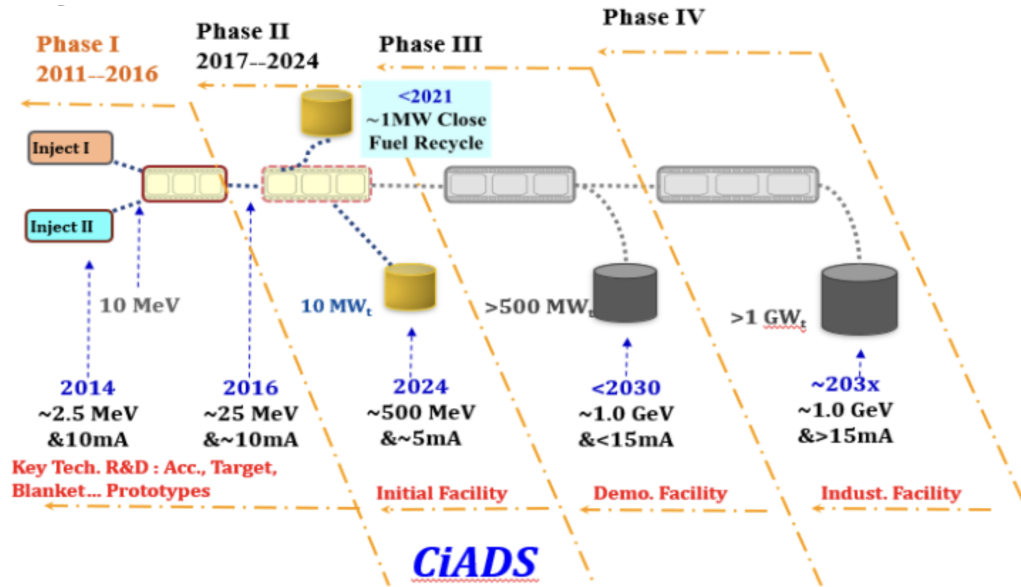 Phase I
2011--2016
Phase II
2017--2024
Phase III
Phase IV
<2021
~1MW Close
Fuel Recycle
Inject I
Inject II
10 MeV
10 MWt
>500 MWt
>1 GWt
2014
~2.5 MeV
&10mA
2016
~25 MeV
&~10mA
2024
~500 MeV
&~5mA
<2030
~1.0 GeV
&<15mA
~203x
~1.0 GeV
&>15mA
Key Tech. R&D : Acc., Target,
Blanket... Prototypes
Initial Facility
Demo. Facility
Indust. Facility
CiADS